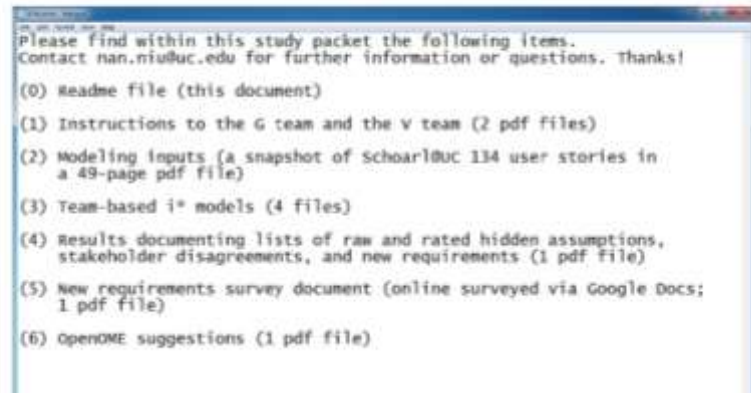 Please find within this study packet the following items.
Contact nan.niu@uc.edu for further information or questions. Thanks!
(0) Readme file (this document)
(1) Instructions to the G team and the V team (2 pdf files)
(2) Modeling inputs (a snapshot of Schoarl@UC 134 user stories in
a 49-page pdf file)
(3) Team-based i* models (4 files)
(4) Results documenting lists of raw and rated hidden assumptions,
stakeholder disagreements, and new requirements (1 pdf file)
(5) New requirements survey document (online surveyed via Google Docs;
1 pdf file)
(6) OpenOME suggestions (1 pdf file)